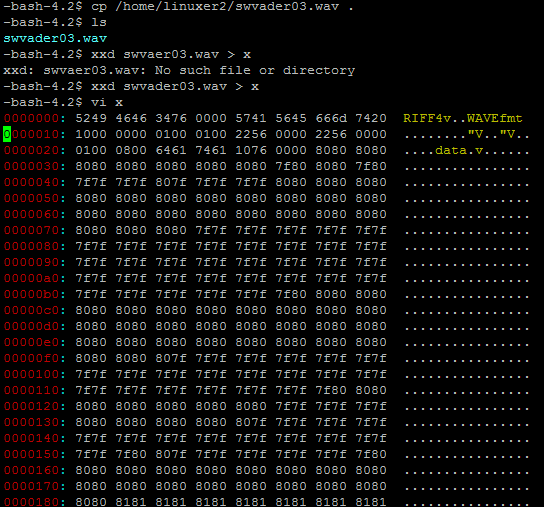 -bash-4.2$ cp /home/linuxer2/swvader03.wav .
-bash-4.2$ ls
swvader03.wav
-bash-4.2$ xxd swvaer03.wav > x
xxd: swvaer03.wav: No such file or directory
-bash-4.2$ xxd swvader03.wav > x
-bash-4.2$ vi x
0000000: 5249 4646 3476 0000 5741 5645 666d 7420  RIFF4v..WAVEfmt
0000010: 1000 0000 0100 0100 2256 0000 2256 0000  ........"V.."V..
0000020: 0100 0800 6461 7461 1076 0000 8080 8080  ....data.v......
0000030: 8080 8080 8080 8080 8080 7f80 8080 7f80  ................
0000040: 7f7f 7f7f 807f 7f7f 7f7f 8080 8080 8080  ................
0000050: 8080 8080 8080 8080 8080 8080 8080 8080  ................
0000060: 8080 8080 8080 8080 8080 8080 8080 8080  ................
0000070: 8080 8080 8080 7f7f 7f7f 7f7f 7f7f 7f7f  ................
0000080: 7f7f 7f7f 7f7f 7f7f 7f7f 7f7f 7f7f 7f7f  ................
0000090: 7f7f 7f7f 7f7f 7f7f 7f7f 7f7f 7f7f 7f7f  ................
00000a0: 7f7f 7f7f 7f7f 7f7f 7f7f 7f7f 7f7f 7f7f  ................
00000b0: 7f7f 7f7f 7f7f 7f7f 7f7f 7f80 8080 8080  ................
00000c0: 8080 8080 8080 8080 8080 8080 8080 8080  ................
00000d0: 8080 8080 8080 8080 8080 8080 8080 8080  ................
00000e0: 8080 8080 8080 8080 8080 8080 8080 8080  ................
00000f0: 8080 8080 807f 7f7f 7f7f 7f7f 7f7f 7f7f  ................
0000100: 7f7f 7f7f 7f7f 7f7f 7f7f 7f7f 7f7f 7f7f  ................
0000110: 7f7f 7f7f 7f7f 7f7f 7f7f 7f7f 7f80 8080  ................
0000120: 8080 8080 8080 8080 8080 7f7f 7f7f 7f7f  ................
0000130: 8080 8080 8080 8080 807f 7f7f 7f7f 7f7f  ................
0000140: 7f7f 7f7f 7f7f 7f7f 7f7f 7f7f 7f7f 7f7f  ................
0000150: 7f7f 7f80 807f 7f7f 7f7f 7f7f 7f7f 7f80  ................
0000160: 8080 8080 8080 8080 8080 8080 8080 8080  ................
0000170: 8080 8080 8080 8080 8080 8080 8080 8080  ................
0000180: 8080 8181 8181 8181 8181 8181 8181 8181  ................